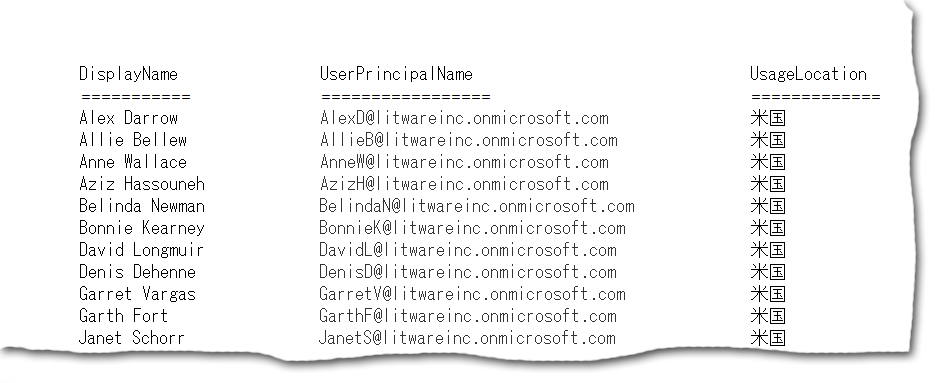 DisplayName UserPrincipalName UsageLocation
=========== ================= =============
Alex Darrow AlexD@litwareinc.onmicrosoft.com 米国
Allie Bellew AllieB@litwareinc.onmicrosoft.com 米国
Anne Wallace AnneW@litwareinc.onmicrosoft.com 米国
Aziz Hassouneh AzizH@litwareinc.onmicrosoft.com 米国
Belinda Newman BelindaN@litwareinc.onmicrosoft.com 米国
Bonnie Kearney BonnieK@litwareinc.onmicrosoft.com 米国
David Longmuir DavidL@litwareinc.onmicrosoft.com 米国
Denis Dehenne DenisD@litwareinc.onmicrosoft.com 米国
Garret Vargas GarretV@litwareinc.onmicrosoft.com 米国
Garth Fort GarthF@litwareinc.onmicrosoft.com 米国
Janet Schorr JanetS@litwareinc.onmicrosoft.com 米国